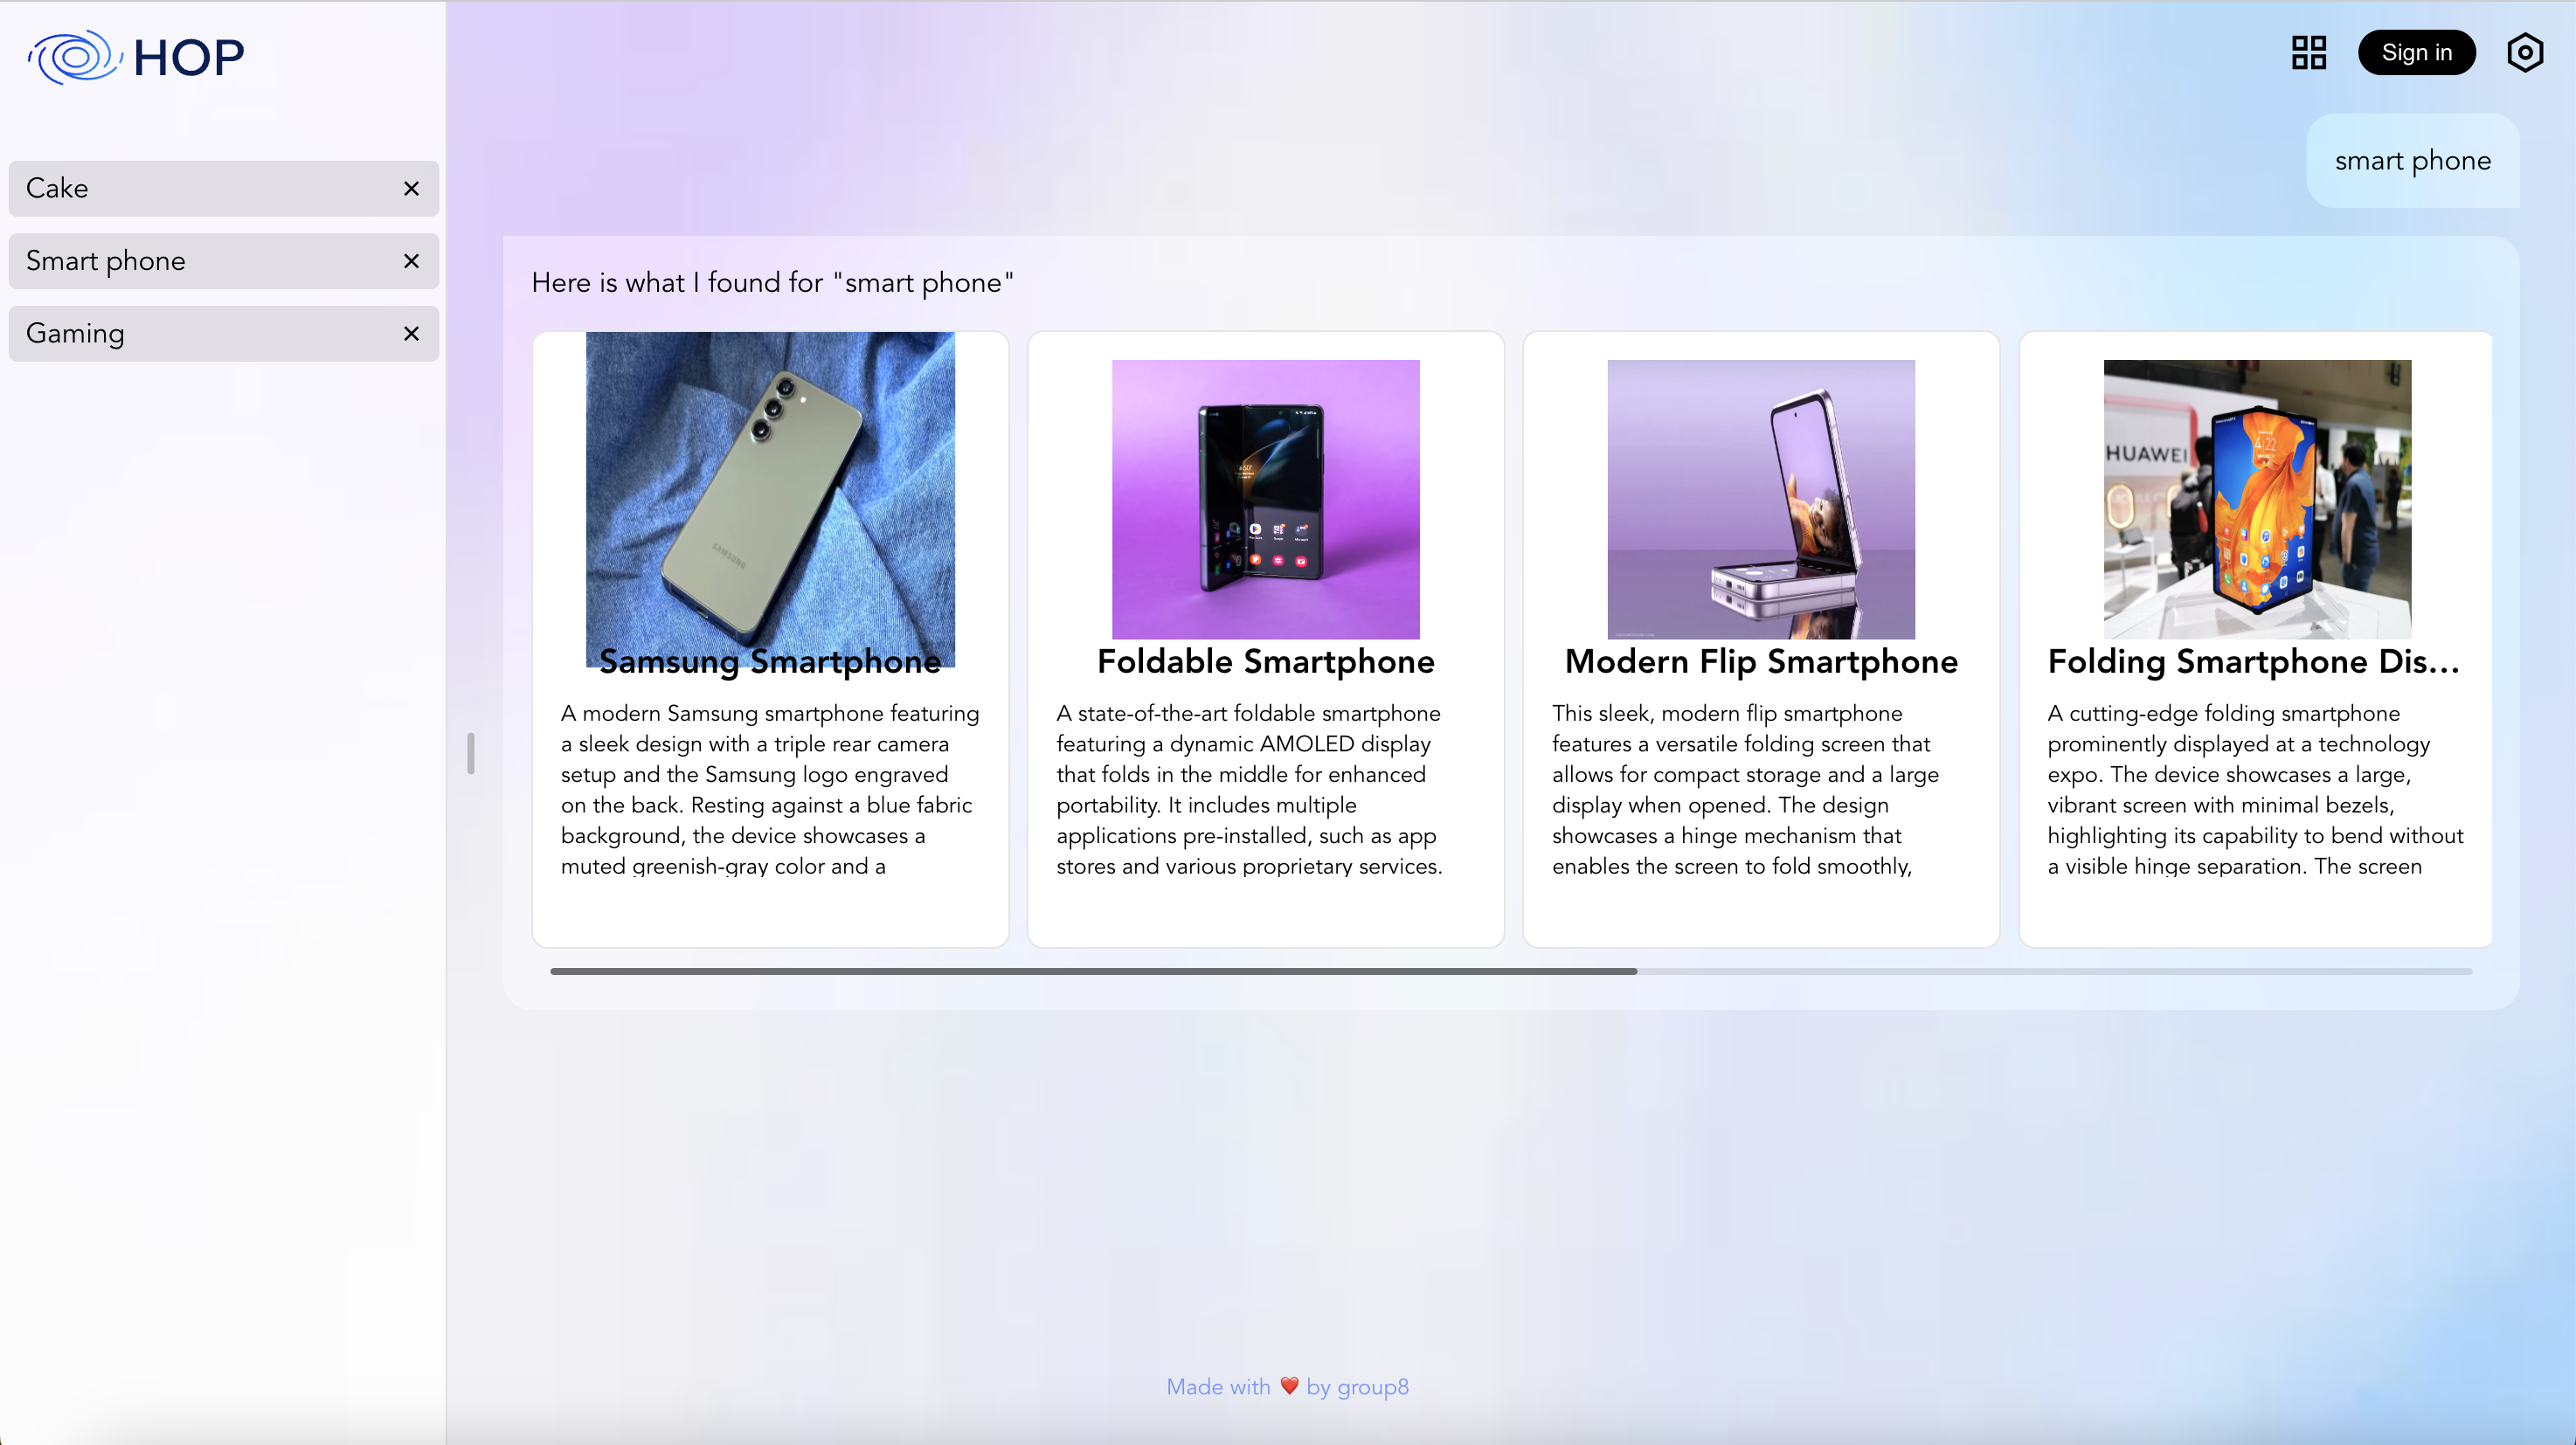 HOP
Sign in
Cake
Smart phone
Gaming
smart phone
Here is what I found for "smart phone"
SAMSUNG
HUAWEI
4:22
Samsung Smartphone
A modern Samsung smartphone featuring
a sleek design with a triple rear camera
setup and the Samsung logo engraved
on the back. Resting against a blue fabric
background, the device showcases a
muted greenish-gray color and a
Foldable Smartphone
A state-of-the-art foldable smartphone
featuring a dynamic AMOLED display
that folds in the middle for enhanced
portability. It includes multiple
applications pre-installed, such as app
stores and various proprietary services.
Modern Flip Smartphone
This sleek, modern flip smartphone
features a versatile folding screen that
allows for compact storage and a large
display when opened. The design
showcases a hinge mechanism that
enables the screen to fold smoothly,
Folding Smartphone Dis...
A cutting-edge folding smartphone
prominently displayed at a technology
expo. The device showcases a large,
vibrant screen with minimal bezels,
highlighting its capability to bend without
a visible hinge separation. The screen
Made with ❤️ by group8